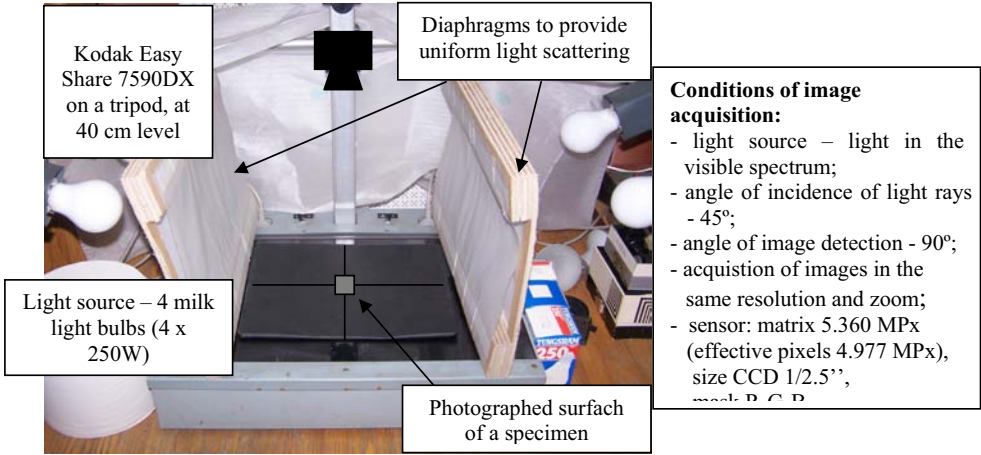 Kodak Easy
Share 7590DX
on a tripod, at
40 cm level
Diaphragms to provide
uniform light scattering
Conditions of image
acquisition:
- light source – light in the
visible spectrum;
- angle of incidence of light rays
- 45º;
- angle of image detection - 90º;
- acquistion of images in the
same resolution and zoom;
- sensor: matrix 5.360 MPx
(effective pixels 4.977 MPx),
size CCD 1/2.5’’,
Light source – 4 milk
light bulbs (4 x
250W)
Photographed surfach
of a specimen
TUNGSRAM
250